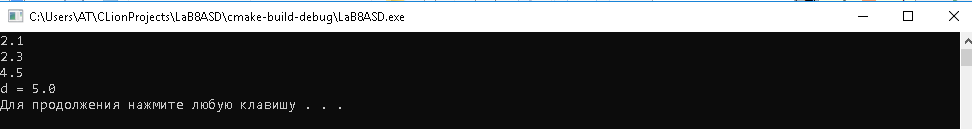 C:\Users\AT\CLionProjects\LaB8ASD\cmake-build-debug\LaB8ASD.exe
2.1
2.3
4.5
d = 5.0
Для продолжения нажмите любую клавишу . . .